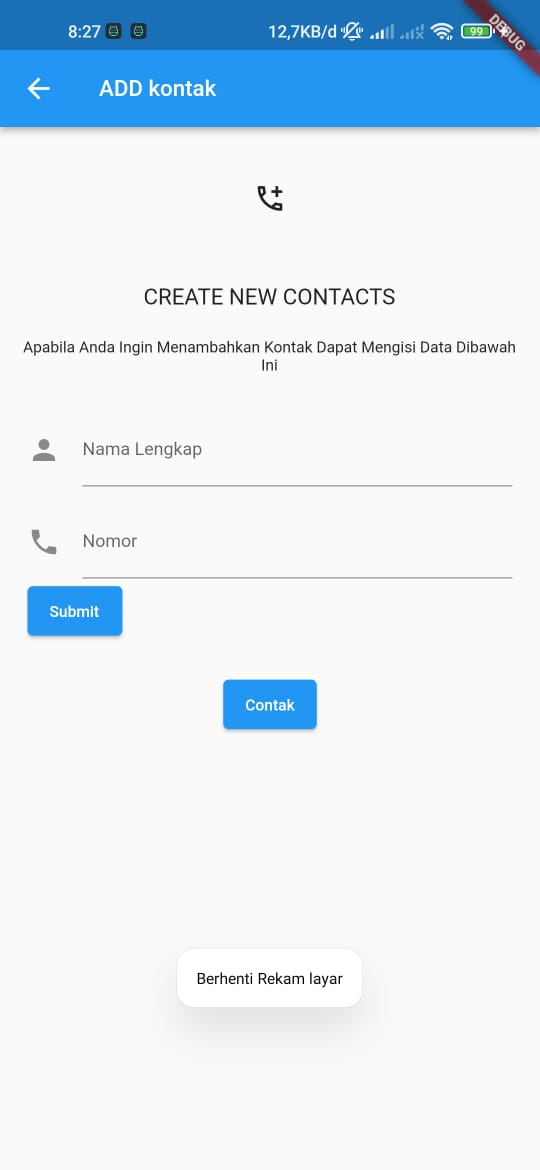 8:27
12,7KB/d
99
DEBUG
ADD kontak
CREATE NEW CONTACTS
Apabila Anda Ingin Menambahkan Kontak Dapat Mengisi Data Dibawah
Ini
Nama Lengkap
Nomor
Submit
Contak
Berhenti Rekam layar